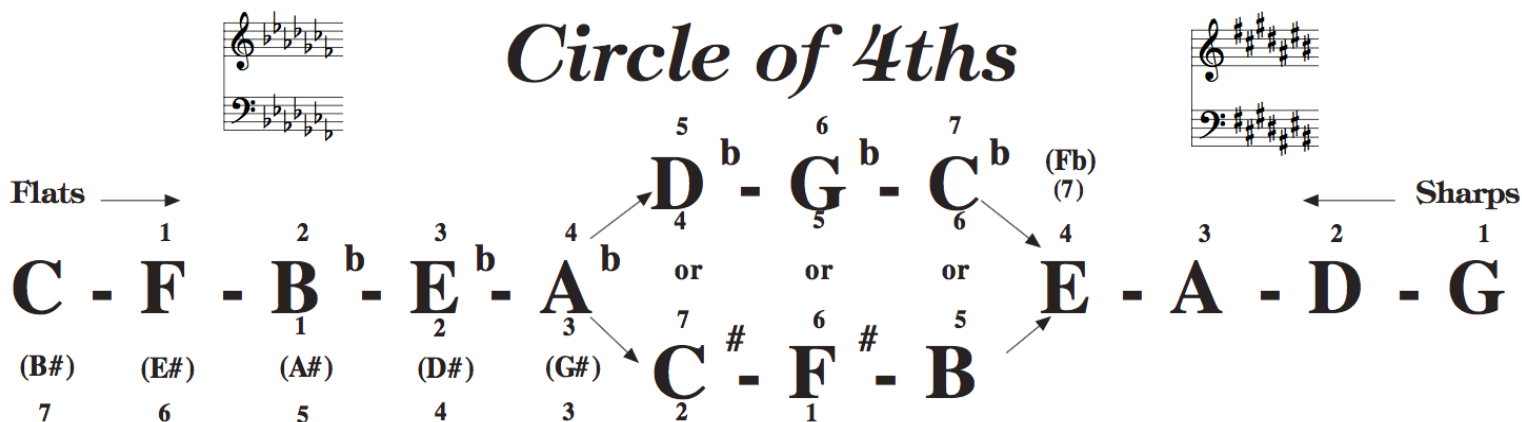 Circle of 4ths
5 6 7
D b - G b - C b (Fb)
(7)
4 5 6
Flats Sharps
1 2 3 4 4 3 2 1
C - F - B b - E b - A b or or or E - A - D - G
1 2 3 7 6 5
(B#) (E#) (A#) (D#) (G#) C # - F # - B
7 6 5 4 3 2 1